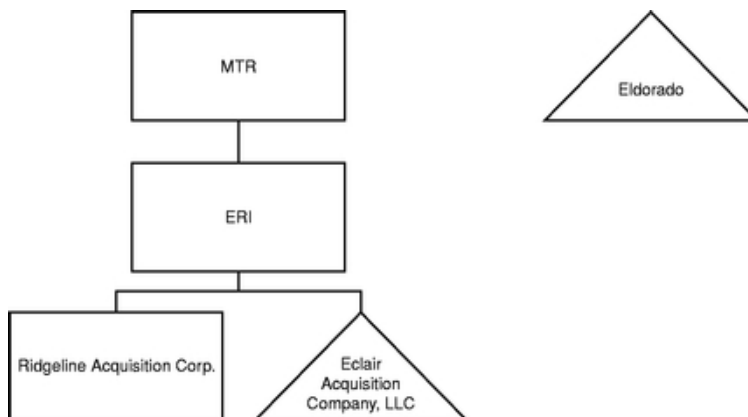 MTR
Eldorado
ERI
Ridgeline Acquisition Corp.
Eclair
Acquisition
Company, LLC